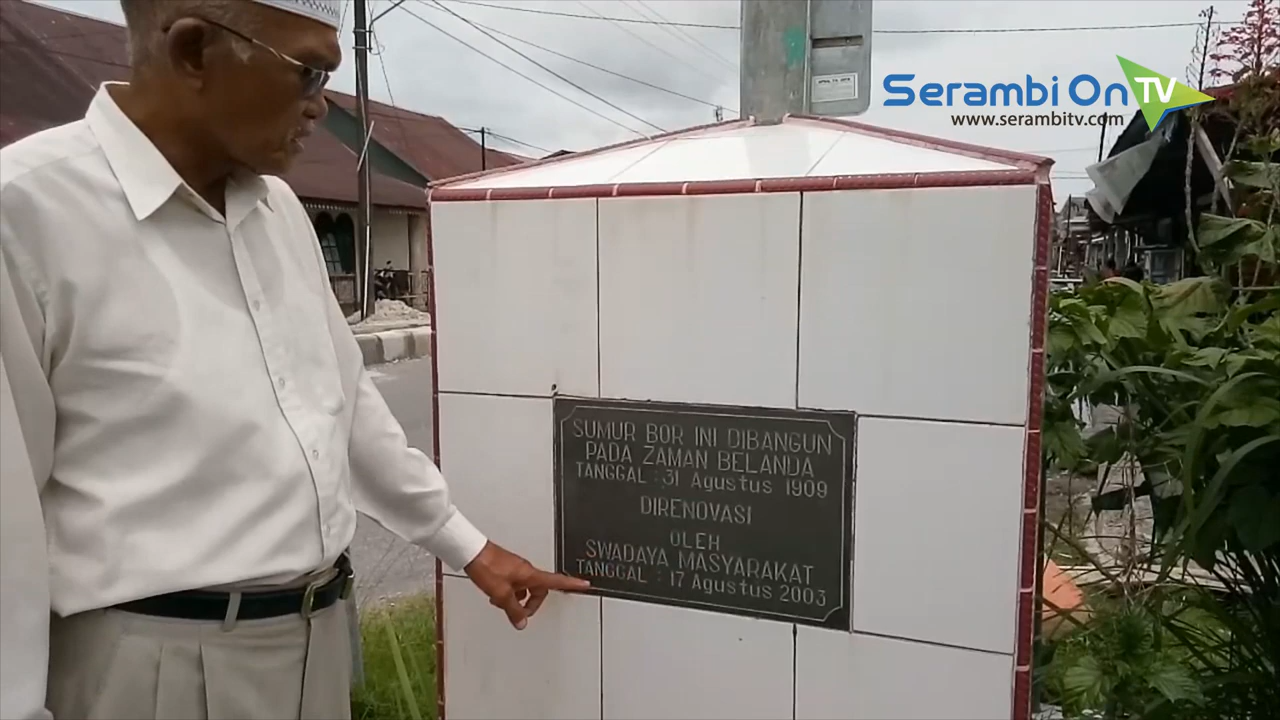 Serambi On TV
www.serambitv.com
SUMUR BOR INI DIBANGUN
PADA ZAMAN BELANDA
TANGGAL : 31 Agustus 1909
DIRENOVASI
OLEH
SWADAYA MASYARAKAT
TANGGAL : 17 Agustus 2003